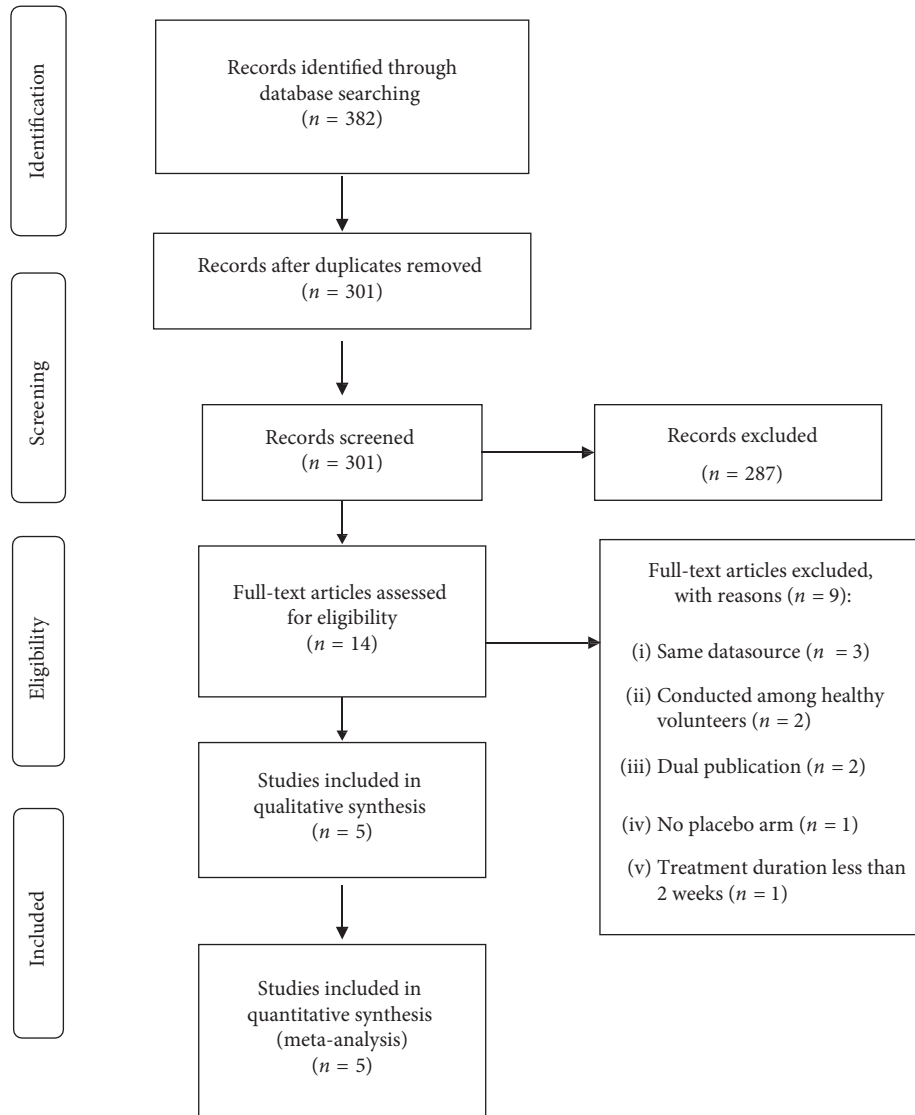 Identification
Records identified through
database searching
(n = 382)
Records after duplicates removed
(n = 301)
Screening
Records screened
(n = 301)
Records excluded
(n = 287)
Eligibility
Full-text articles assessed
for eligibility
(n = 14)
Full-text articles excluded,
with reasons (n = 9):
(i) Same datasource (n = 3)
(ii) Conducted among healthy
volunteers (n = 2)
(iii) Dual publication (n = 2)
(iv) No placebo arm (n = 1)
(v) Treatment duration less than
2 weeks (n = 1)
Studies included in
qualitative synthesis
(n = 5)
Included
Studies included in
quantitative synthesis
(meta-analysis)
(n = 5)